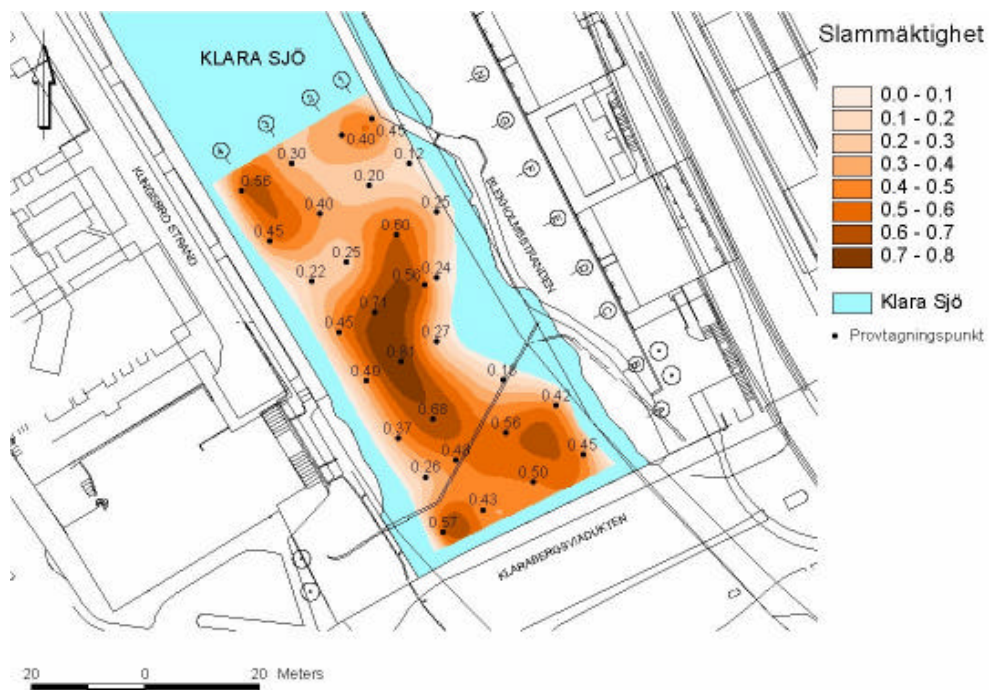 Slammäktighet
0.0 - 0.1
0.1 - 0.2
0.2 - 0.3
0.3 - 0.4
0.4 - 0.5
0.5 - 0.6
0.6 - 0.7
0.7 - 0.8
Klara Sjö
Provtagningspunkt
KLARA SJÖ
KUNGSBRO STRAND
BLEKHOLMSSTRANDEN
KLARABERGSVIADUKTEN
0.45
0.40
0.30
0.12
0.56
0.20
0.40
0.25
0.45
0.60
0.25
0.22
0.56
0.24
0.71
0.45
0.27
0.81
0.49
0.18
0.42
0.68
0.37
0.56
0.48
0.45
0.26
0.50
0.43
0.57
20 0 20 Meters